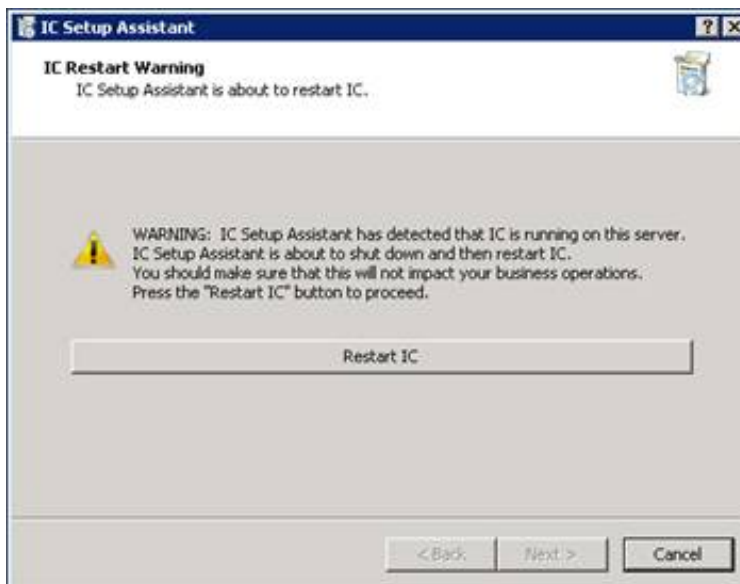 IC Setup Assistant
IC Restart Warning
IC Setup Assistant is about to restart IC.
WARNING: IC Setup Assistant has detected that IC is running on this server.
IC Setup Assistant is about to shut down and then restart IC.
You should make sure that this will not impact your business operations.
Press the "Restart IC" button to proceed.
Restart IC
< Back Next > Cancel